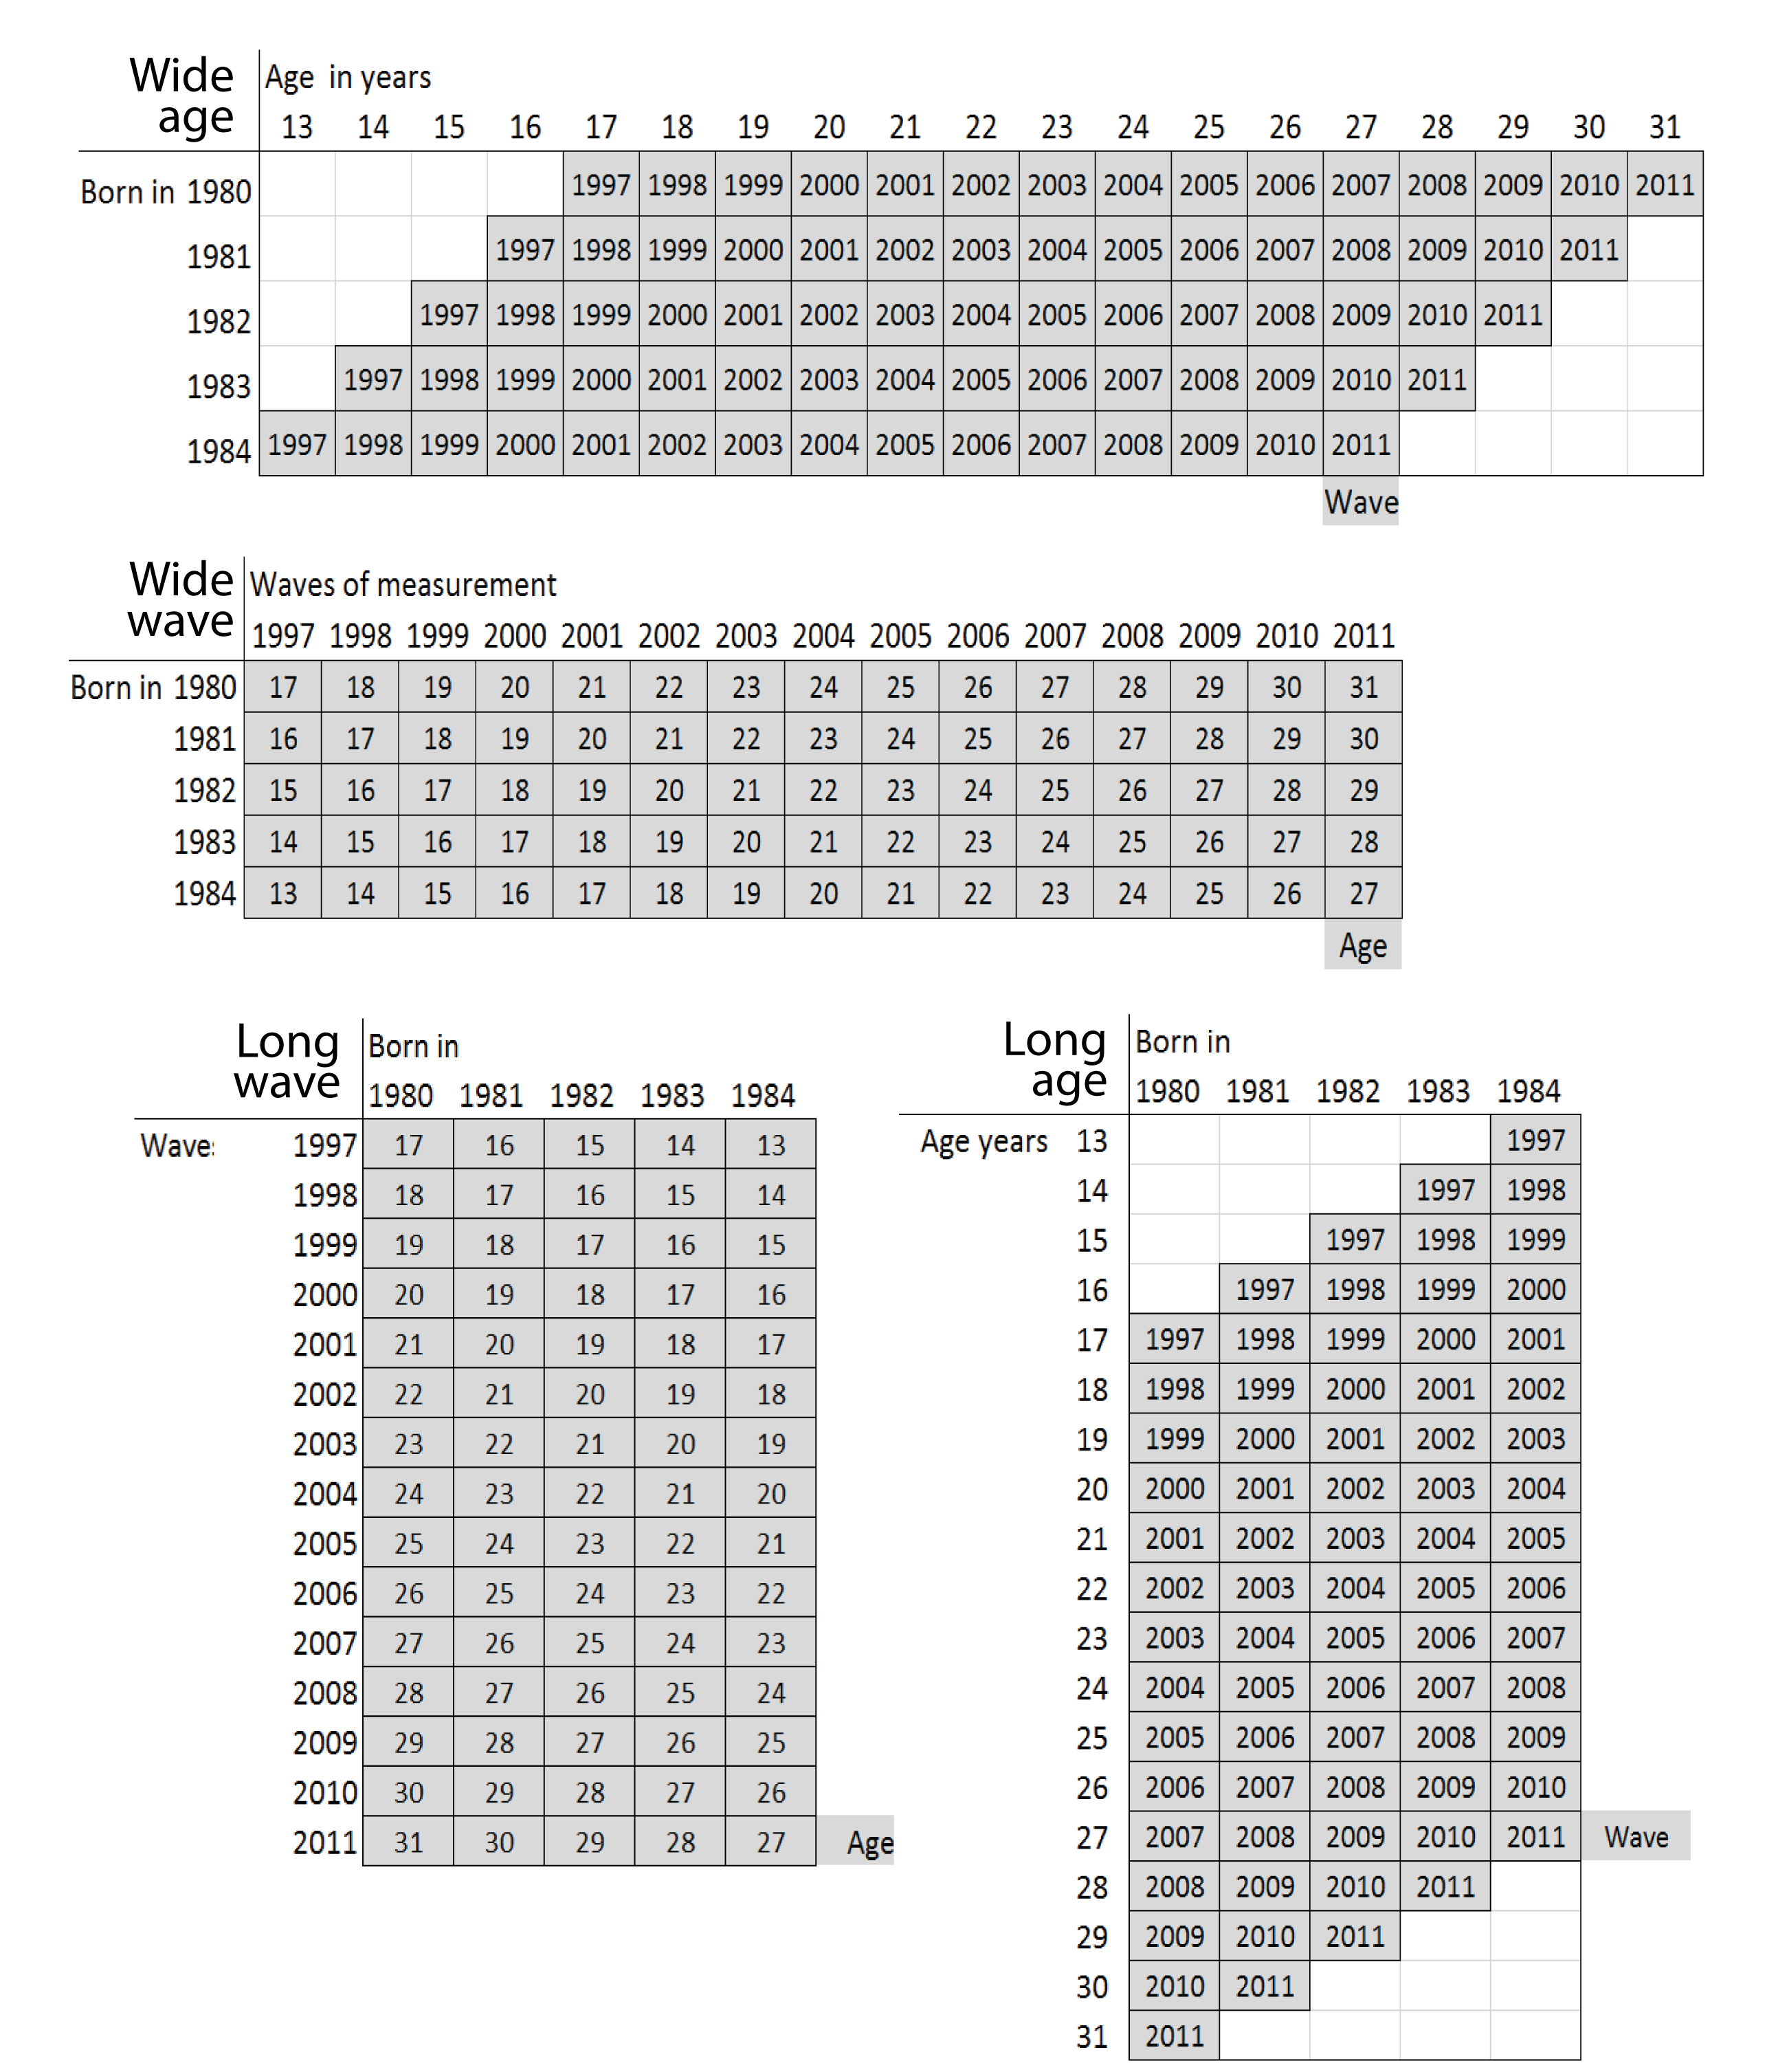 Wide age
Age in years
13 14 15 16 17 18 19 20 21 22 23 24 25 26 27 28 29 30 31
Born in 1980 1997 1998 1999 2000 2001 2002 2003 2004 2005 2006 2007 2008 2009 2010 2011
1981 1997 1998 1999 2000 2001 2002 2003 2004 2005 2006 2007 2008 2009 2010 2011
1982 1997 1998 1999 2000 2001 2002 2003 2004 2005 2006 2007 2008 2009 2010 2011
1983 1997 1998 1999 2000 2001 2002 2003 2004 2005 2006 2007 2008 2009 2010 2011
1984 1997 1998 1999 2000 2001 2002 2003 2004 2005 2006 2007 2008 2009 2010 2011
Wave
Wide wave
Waves of measurement
1997 1998 1999 2000 2001 2002 2003 2004 2005 2006 2007 2008 2009 2010 2011
Born in 1980 17 18 19 20 21 22 23 24 25 26 27 28 29 30 31
1981 16 17 18 19 20 21 22 23 24 25 26 27 28 29 30
1982 15 16 17 18 19 20 21 22 23 24 25 26 27 28 29
1983 14 15 16 17 18 19 20 21 22 23 24 25 26 27 28
1984 13 14 15 16 17 18 19 20 21 22 23 24 25 26 27
Age
Long wave
Born in
1980 1981 1982 1983 1984
Waves 1997 17 16 15 14 13
1998 18 17 16 15 14
1999 19 18 17 16 15
2000 20 19 18 17 16
2001 21 20 19 18 17
2002 22 21 20 19 18
2003 23 22 21 20 19
2004 24 23 22 21 20
2005 25 24 23 22 21
2006 26 25 24 23 22
2007 27 26 25 24 23
2008 28 27 26 25 24
2009 29 28 27 26 25
2010 30 29 28 27 26
2011 31 30 29 28 27 Age
Long age
Born in
1980 1981 1982 1983 1984
Age years 13 1997
14 1997 1998
15 1997 1998 1999
16 1997 1998 1999 2000
17 1997 1998 1999 2000 2001
18 1998 1999 2000 2001 2002
19 1999 2000 2001 2002 2003
20 2000 2001 2002 2003 2004
21 2001 2002 2003 2004 2005
22 2002 2003 2004 2005 2006
23 2003 2004 2005 2006 2007
24 2004 2005 2006 2007 2008
25 2005 2006 2007 2008 2009
26 2006 2007 2008 2009 2010
27 2007 2008 2009 2010 2011 Wave
28 2008 2009 2010 2011
29 2009 2010 2011
30 2010 2011
31 2011